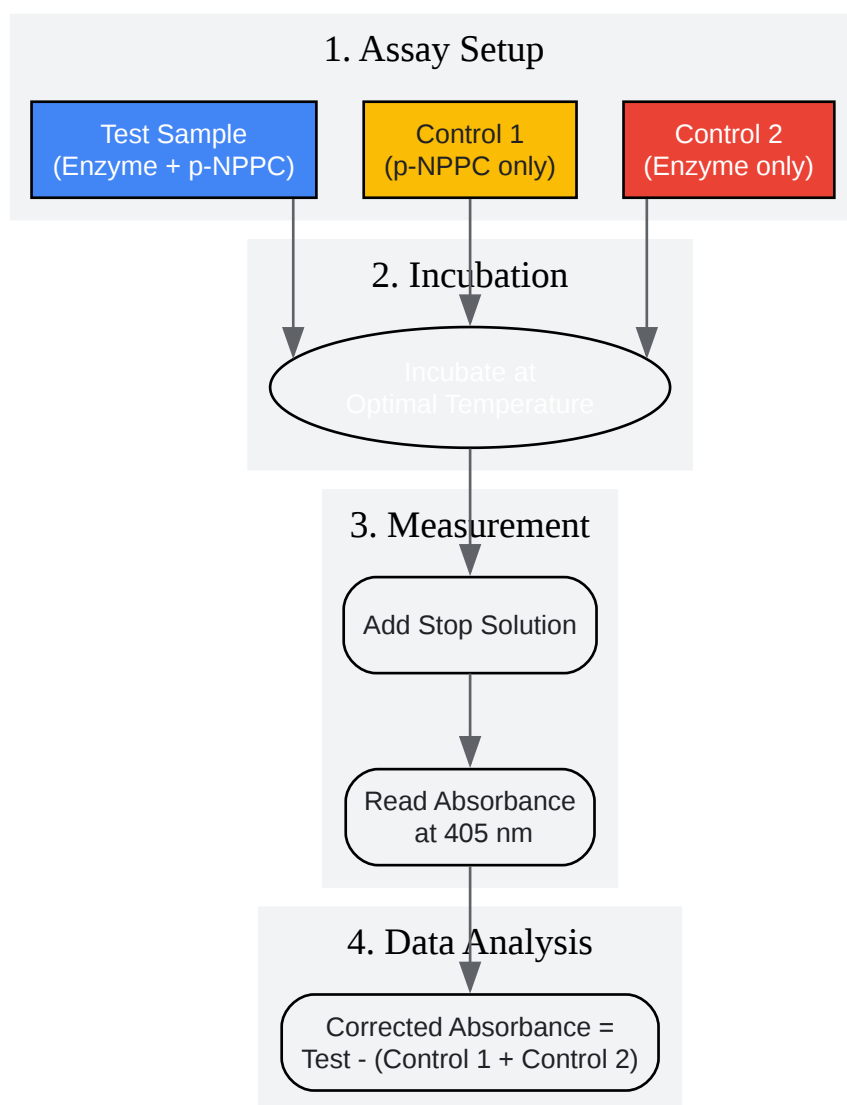 1. Assay Setup
Test Sample
(Enzyme + p-NPPC)
Control 1
(p-NPPC only)
Control 2
(Enzyme only)
2. Incubation
Incubate at
Optimal Temperature
3. Measurement
Add Stop Solution
Read Absorbance
at 405 nm
4. Data Analysis
Corrected Absorbance =
Test - (Control 1 + Control 2)